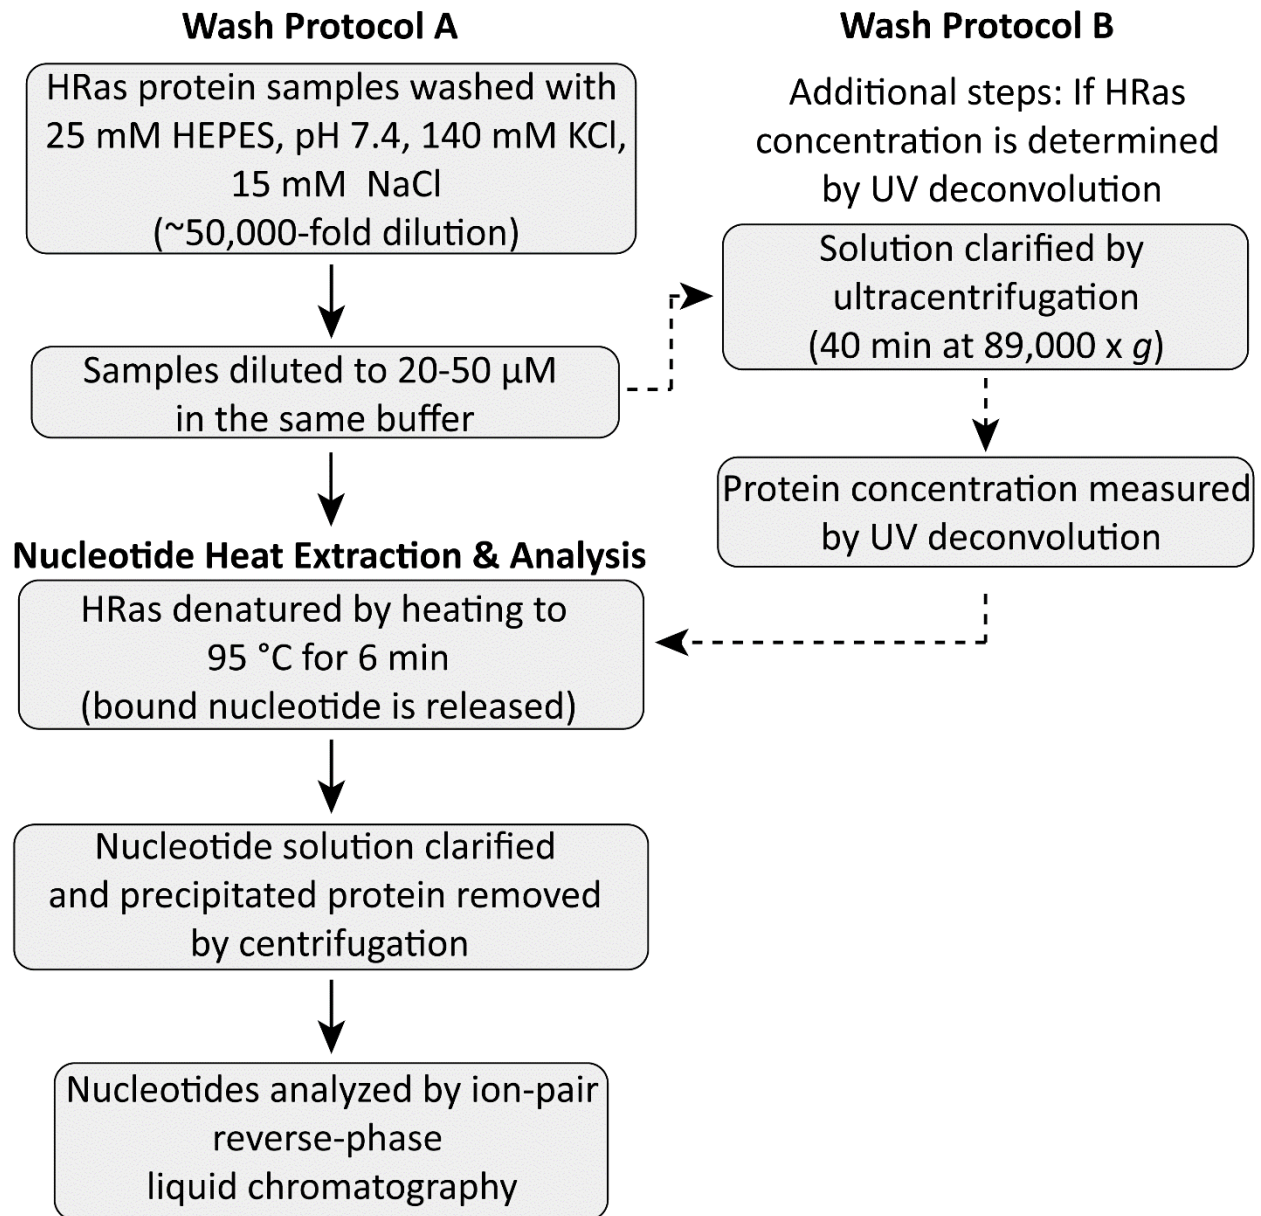 Wash Protocol A
HRas protein samples washed with
25 mM HEPES, pH 7.4, 140 mM KCl,
15 mM NaCl
(~50,000-fold dilution)
Samples diluted to 20-50 µM
in the same buffer
Wash Protocol B
Additional steps: If HRas
concentration is determined
by UV deconvolution
Solution clarified by
ultracentrifugation
(40 min at 89,000 x g)
Protein concentration measured
by UV deconvolution
Nucleotide Heat Extraction & Analysis
HRas denatured by heating to
95 °C for 6 min
(bound nucleotide is released)
Nucleotide solution clarified
and precipitated protein removed
by centrifugation
Nucleotides analyzed by ion-pair
reverse-phase
liquid chromatography